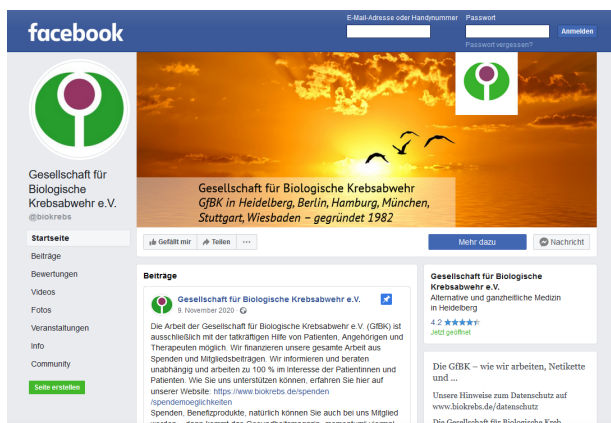 facebook
E-Mail-Adresse oder Handynummer
Passwort
Anmelden
Passwort vergessen?
Gesellschaft für
Biologische
Krebsabwehr e.V.
@biokrebs
Startseite
Beiträge
Bewertungen
Videos
Fotos
Veranstaltungen
Info
Community
Seite erstellen
Gesellschaft für Biologische Krebsabwehr
GfBK in Heidelberg, Berlin, Hamburg, München,
Stuttgart, Wiesbaden – gegründet 1982
Gefällt mir
Teilen
Mehr dazu
Nachricht
Beiträge
Gesellschaft für Biologische Krebsabwehr e.V.
9. November 2020 ·
Die Arbeit der Gesellschaft für Biologische Krebsabwehr e.V. (GfBK) ist
ausschließlich mit der tatkräftigen Hilfe von Patienten, Angehörigen und
Therapeuten möglich. Wir finanzieren unsere gesamte Arbeit aus
Spenden und Mitgliedsbeiträgen. Wir informieren und beraten
unabhängig und arbeiten zu 100 % im Interesse der Patientinnen und
Patienten. Wie Sie uns unterstützen können, erfahren Sie hier auf
unserer Website: https://www.biokrebs.de/spenden
/spendemoeglichkeiten
Spenden, Benefizprodukte, natürlich können Sie auch bei uns Mitglied
Gesellschaft für Biologische
Krebsabwehr e.V.
Alternative und ganzheitliche Medizin
in Heidelberg
4.2
Jetzt geöffnet
Die GfBK – wie wir arbeiten, Netikette
und ...
Unsere Hinweise zum Datenschutz auf
www.biokrebs.de/datenschutz
Die Gesellschaft für Biologische Kreb